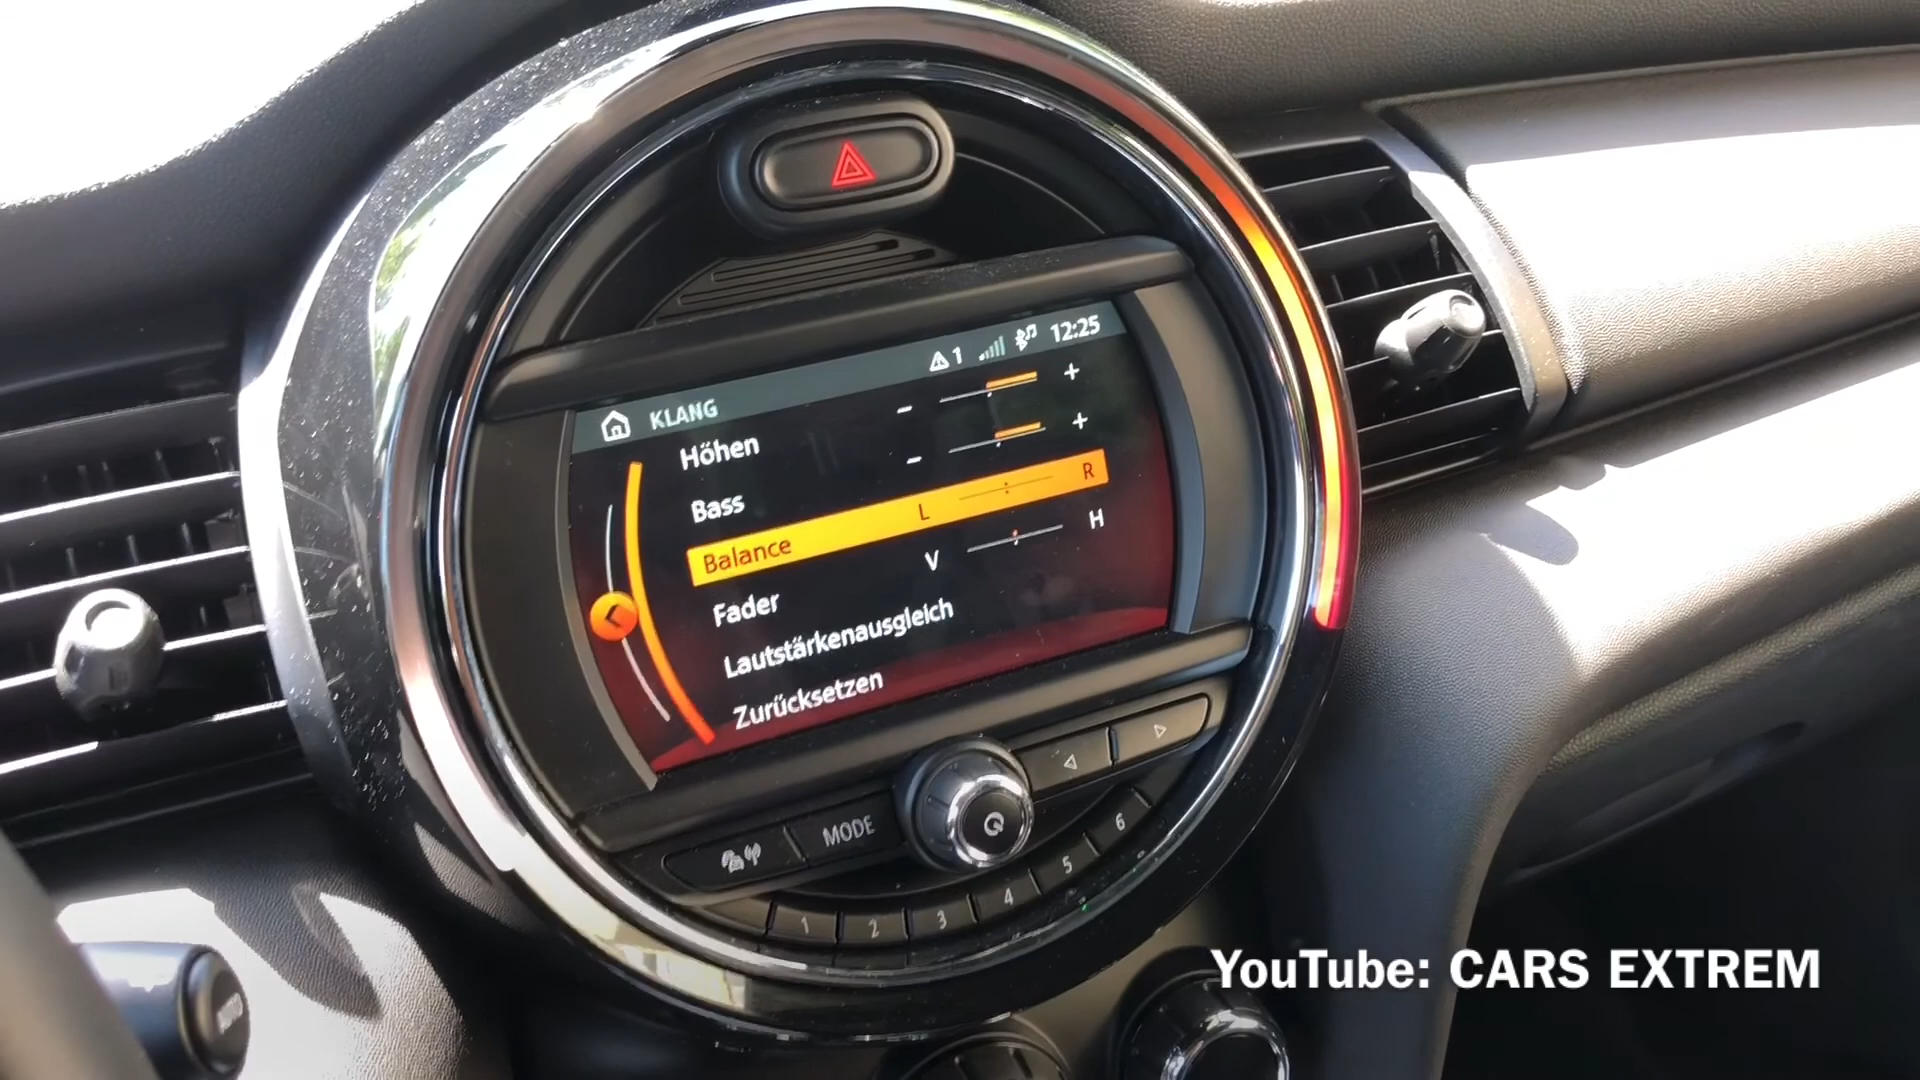 1 12:25
KLANG
Höhen - +
Bass - +
Balance L R
Fader V H
Lautstärkenausgleich
Zurücksetzen
MODE
1 2 3 4 5 6
AUTO
YouTube: CARS EXTREM